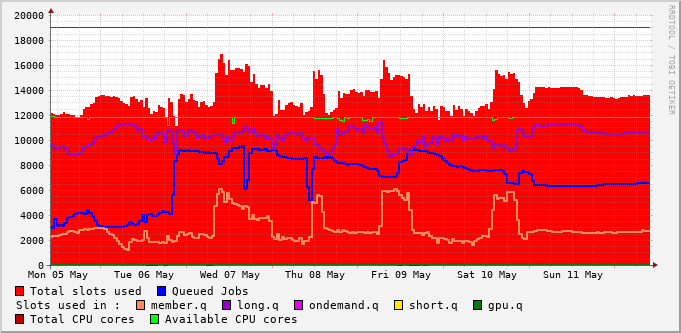 20000
18000
16000
14000
12000
10000
8000
6000
4000
2000
0
Mon 05 May Tue 06 May Wed 07 May Thu 08 May Fri 09 May Sat 10 May Sun 11 May
Total slots used Queued Jobs
Slots used in : member.q long.q ondemand.q short.q gpu.q
Total CPU cores Available CPU cores
RRDTOOL / TOBI OETIKER